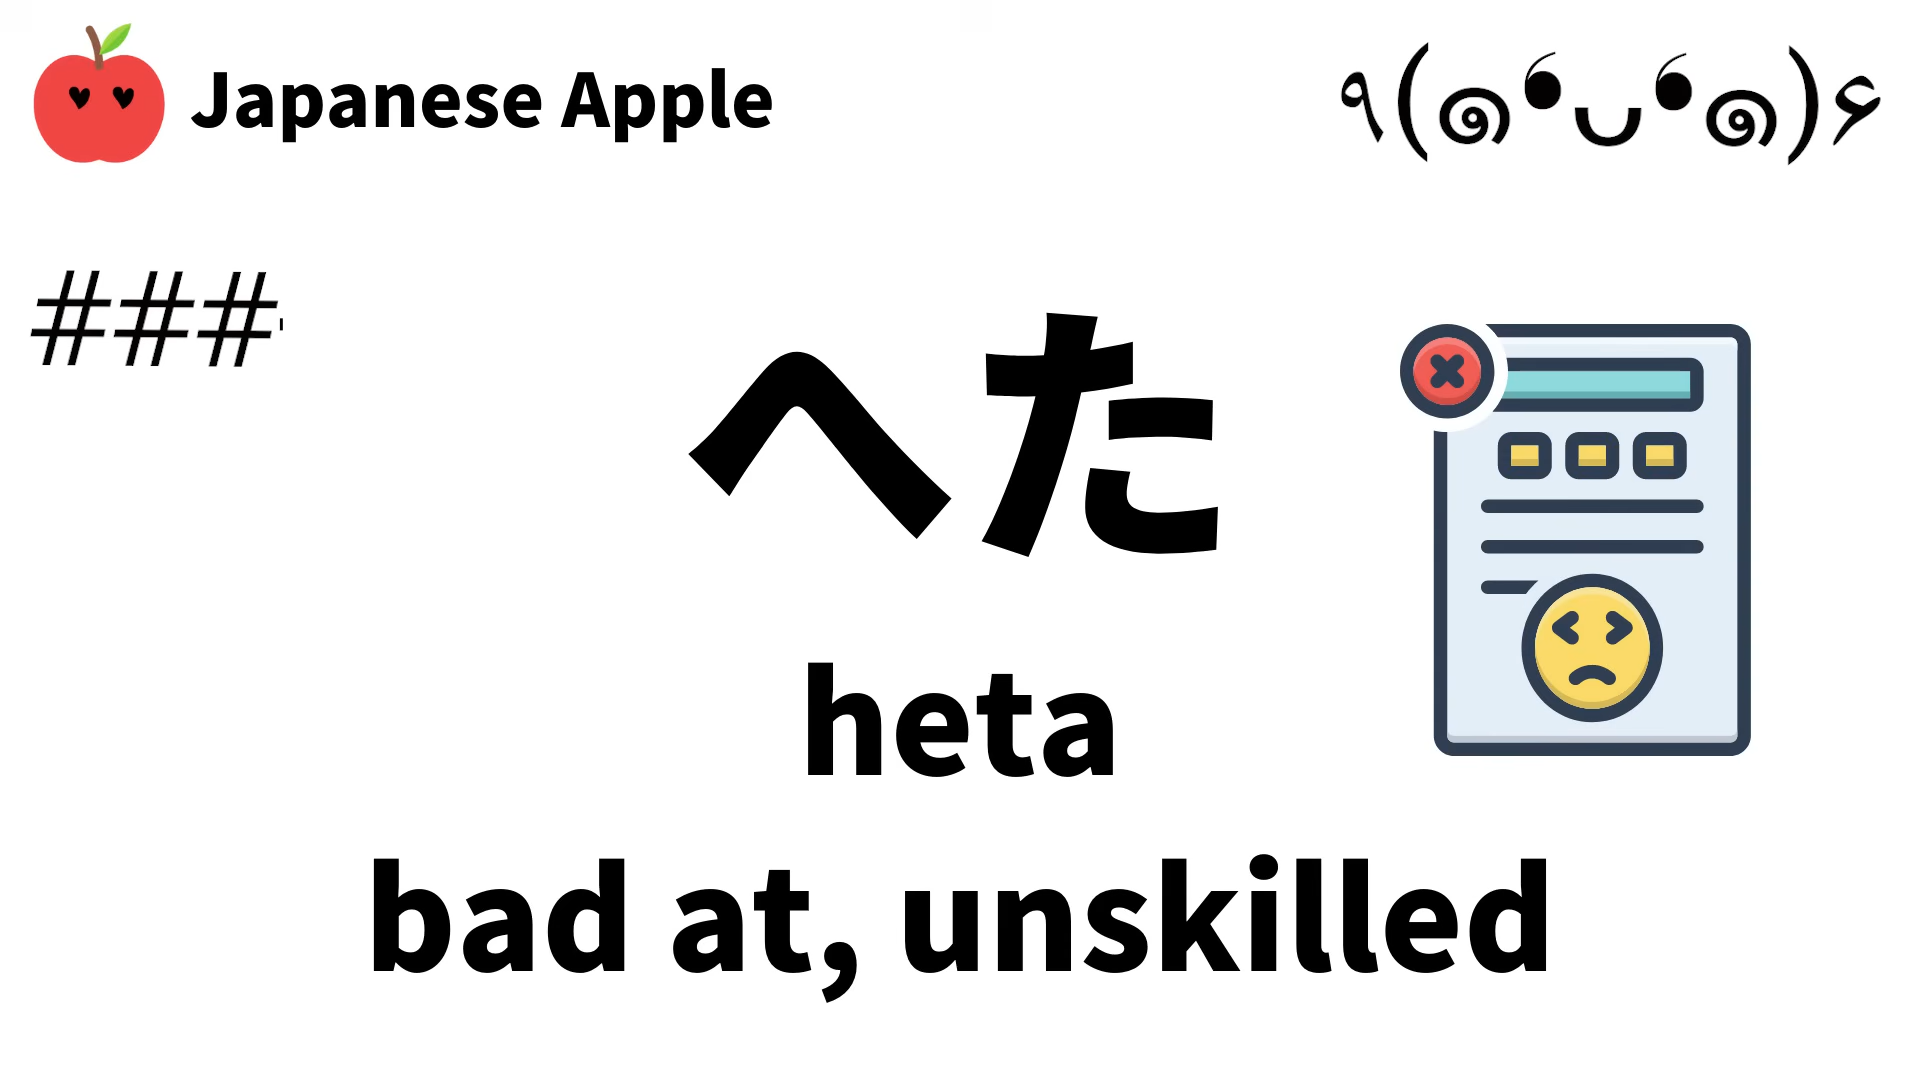 Japanese Apple
٩(๑❛ᴗ❛๑)۶
###
へた
heta
bad at, unskilled